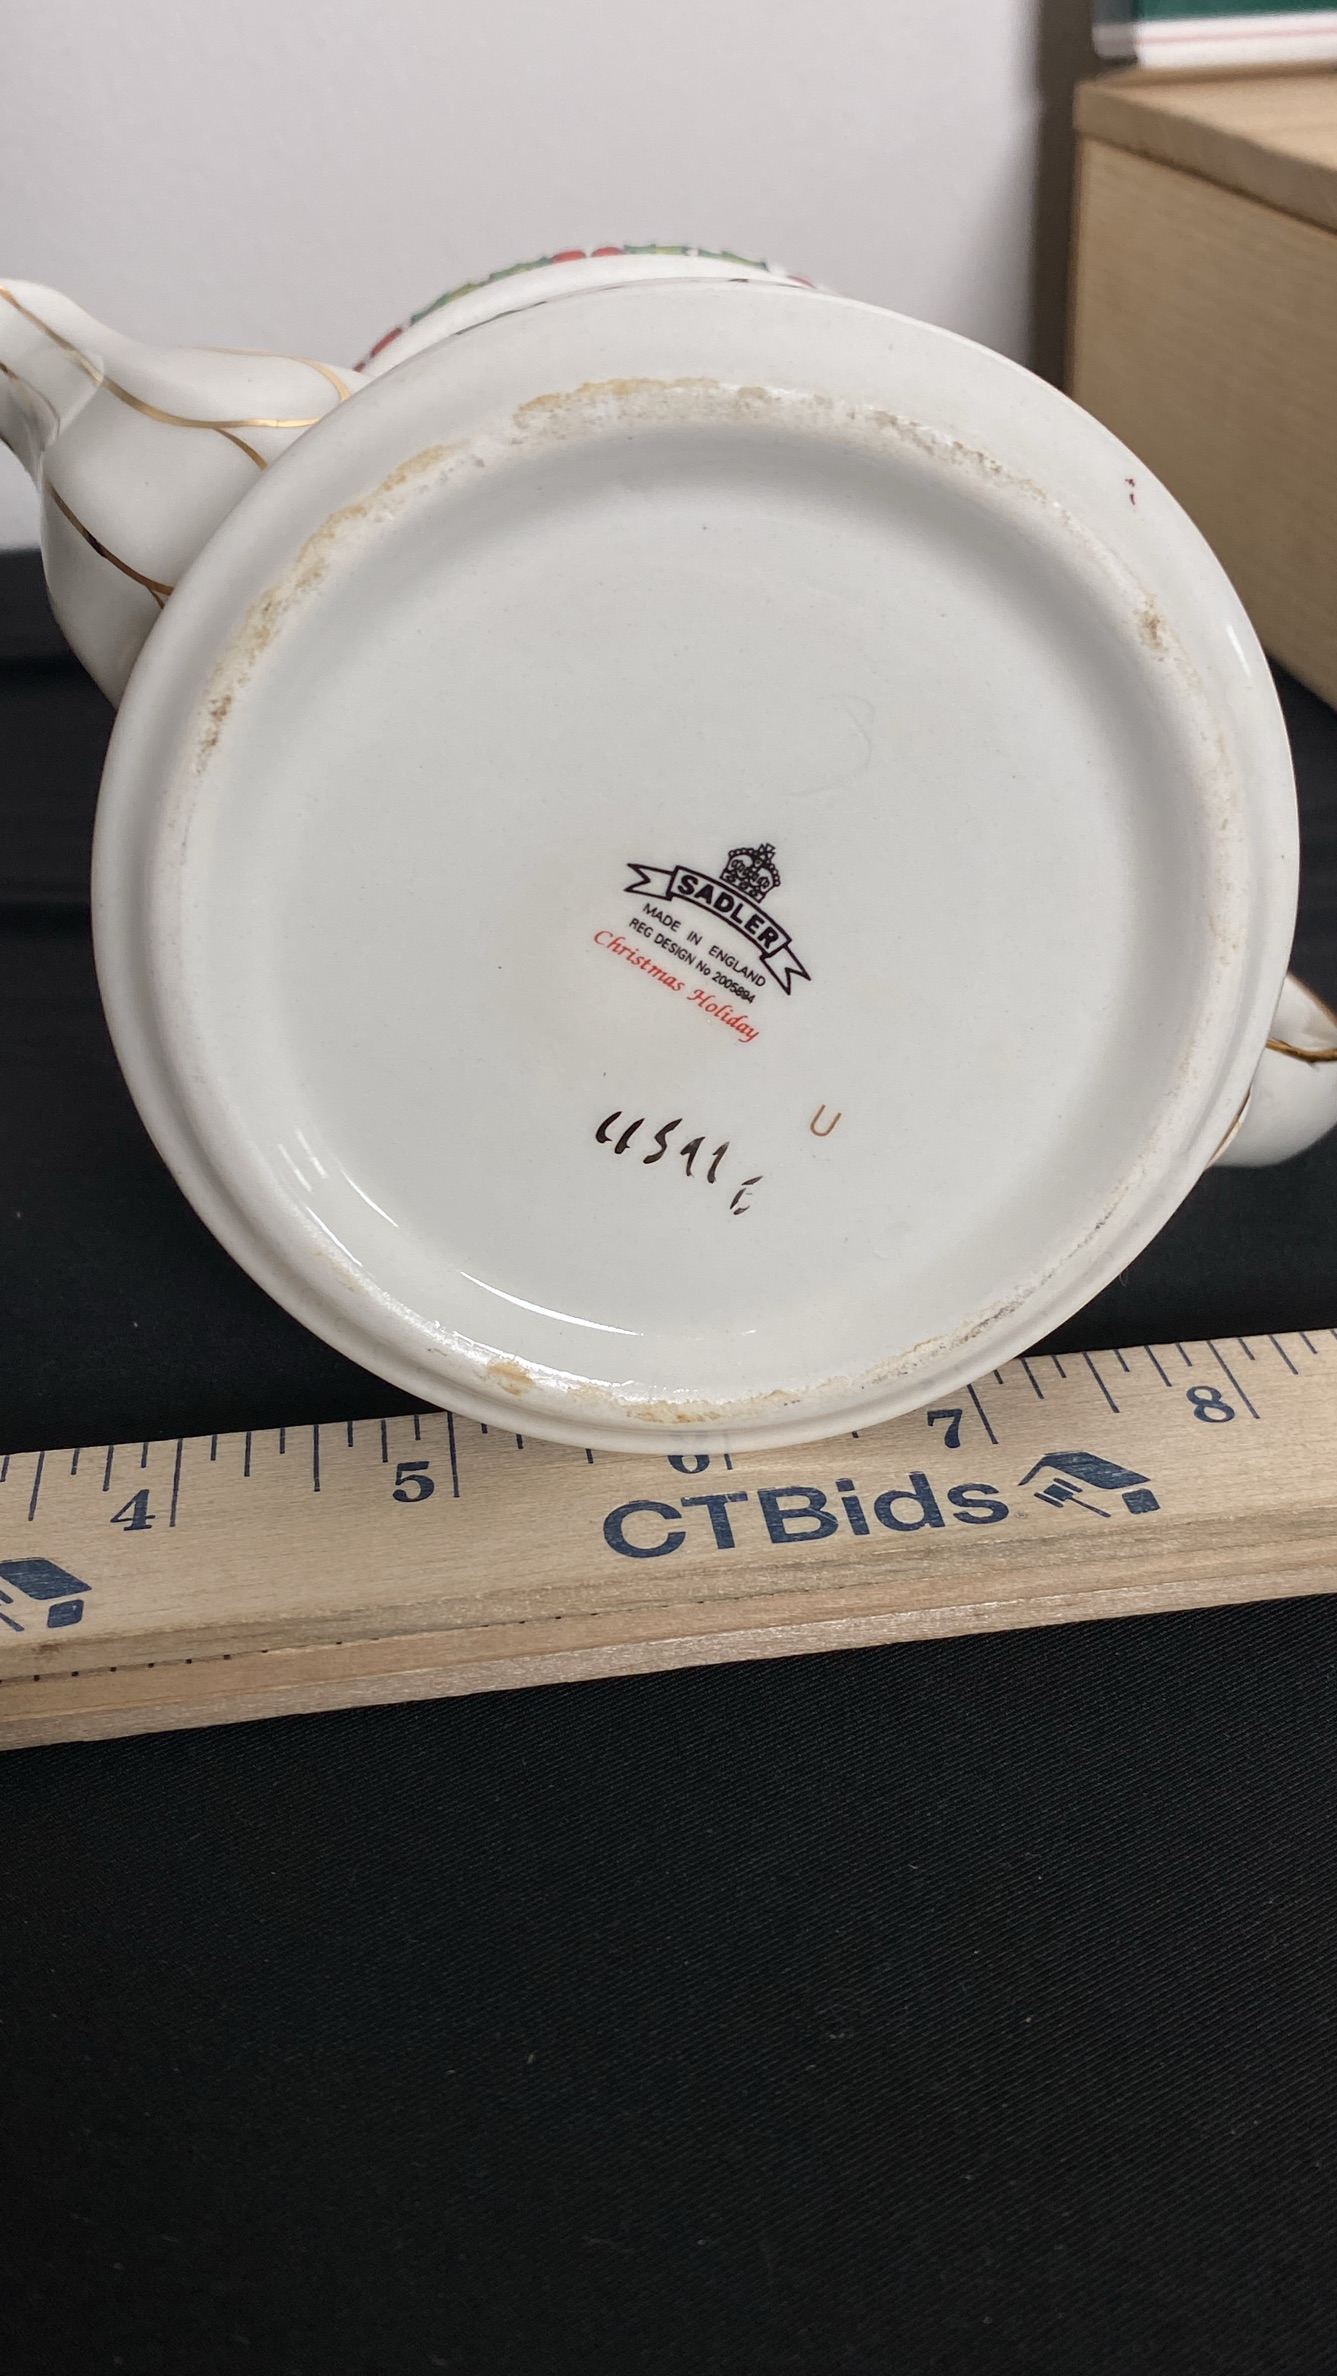 SADLER
MADE IN ENGLAND
REG DESIGN No 2005894
Christmas Holiday
U
4 5 6 7 8
CTBids